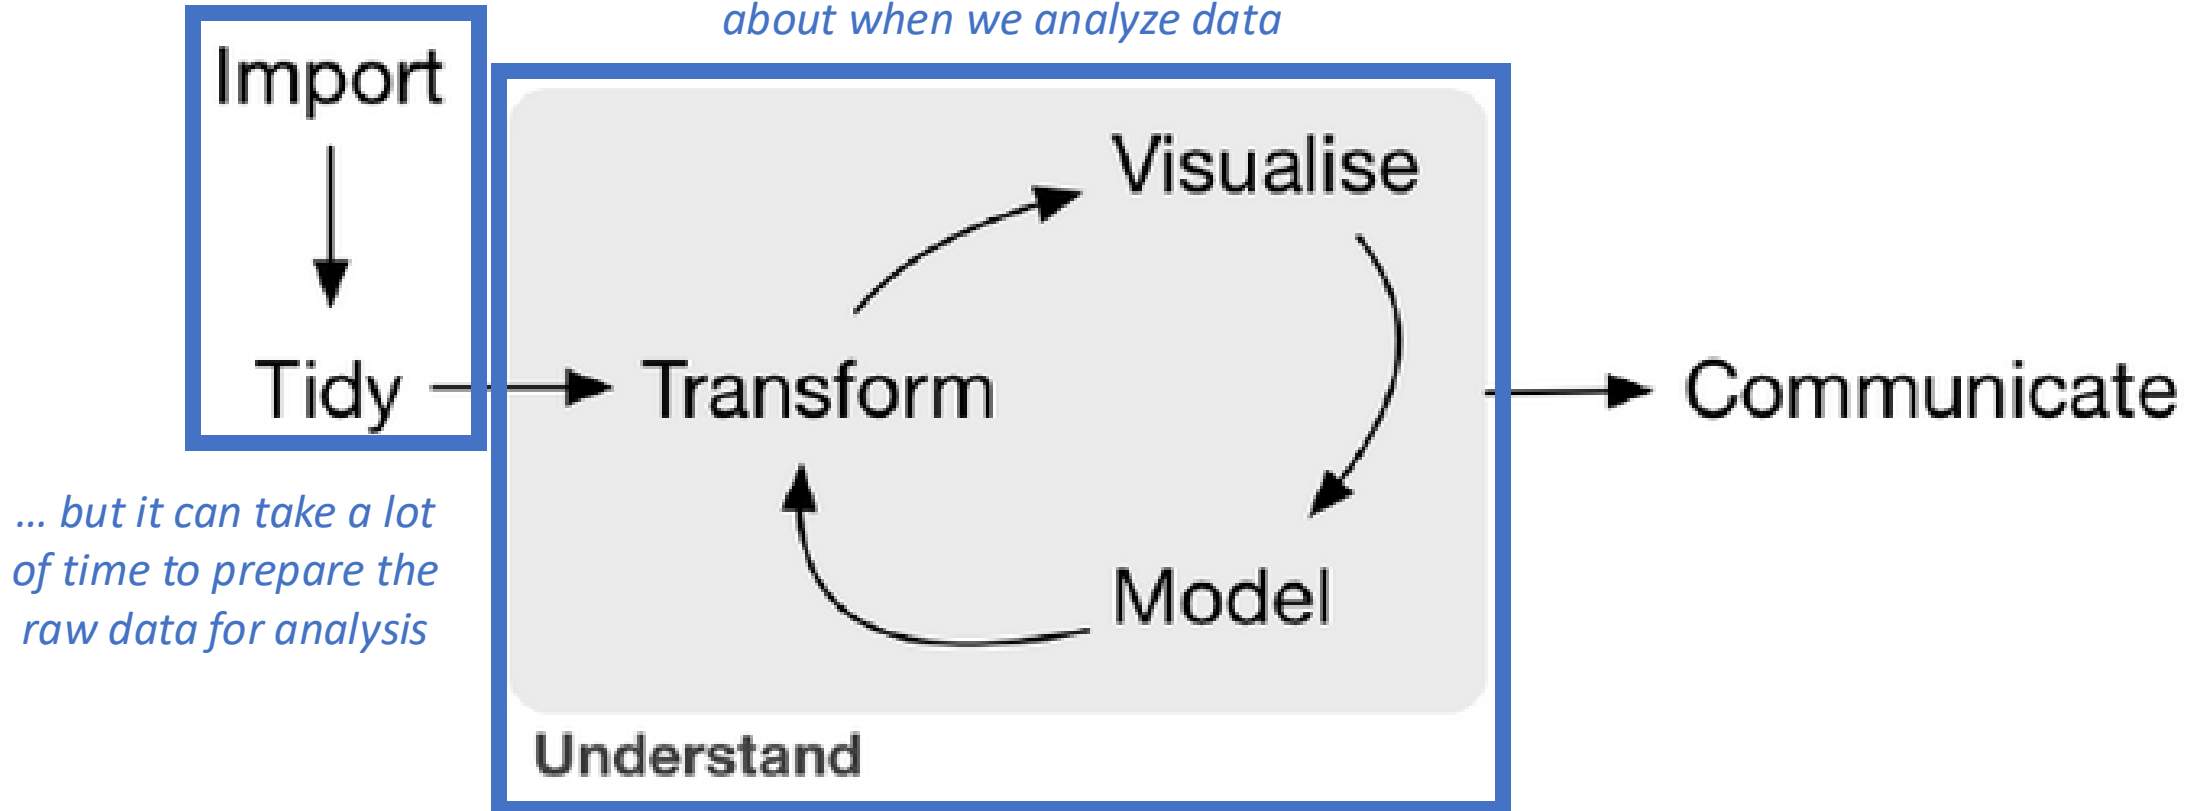 about when we analyze data
Import
Visualise
Tidy
Transform
Communicate
... but it can take a lot
of time to prepare the
raw data for analysis
Model
Understand